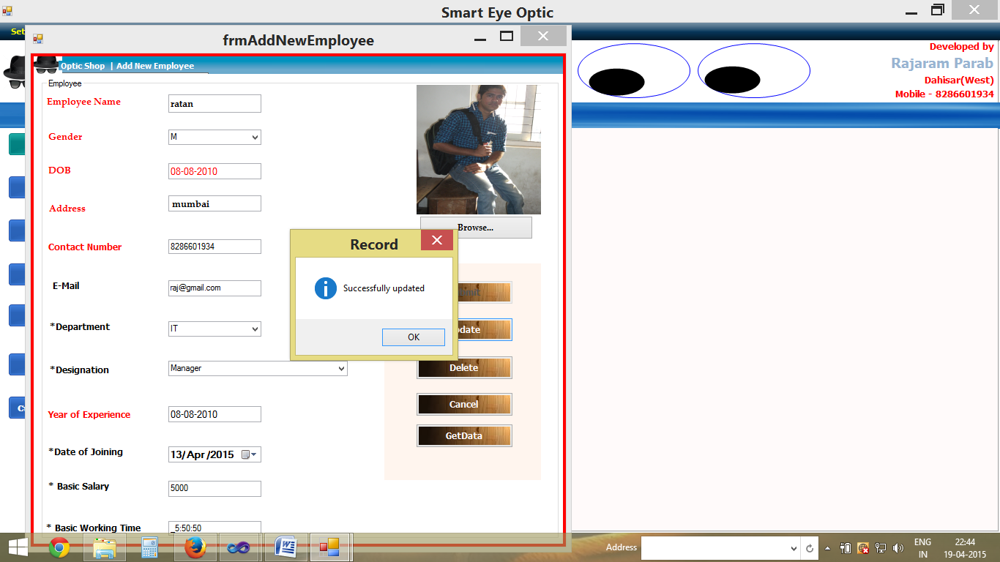 Smart Eye Optic
Set
frmAddNewEmployee
Developed by
Rajaram Parab
Dahisar(West)
Mobile - 8286601934
Optic Shop | Add New Employee
Employee
Employee Name ratan
Gender M
DOB 08-08-2010
Address mumbai
Browse...
Contact Number 8286601934
Record
E-Mail raj@gmail.com
Successfully updated
*Department IT
date
OK
*Designation Manager
Delete
Cancel
Year of Experience 08-08-2010
GetData
*Date of Joining 13/Apr/2015
* Basic Salary 5000
* Basic Working Time _5:50:50
Address
ENG
IN
22:44
19-04-2015